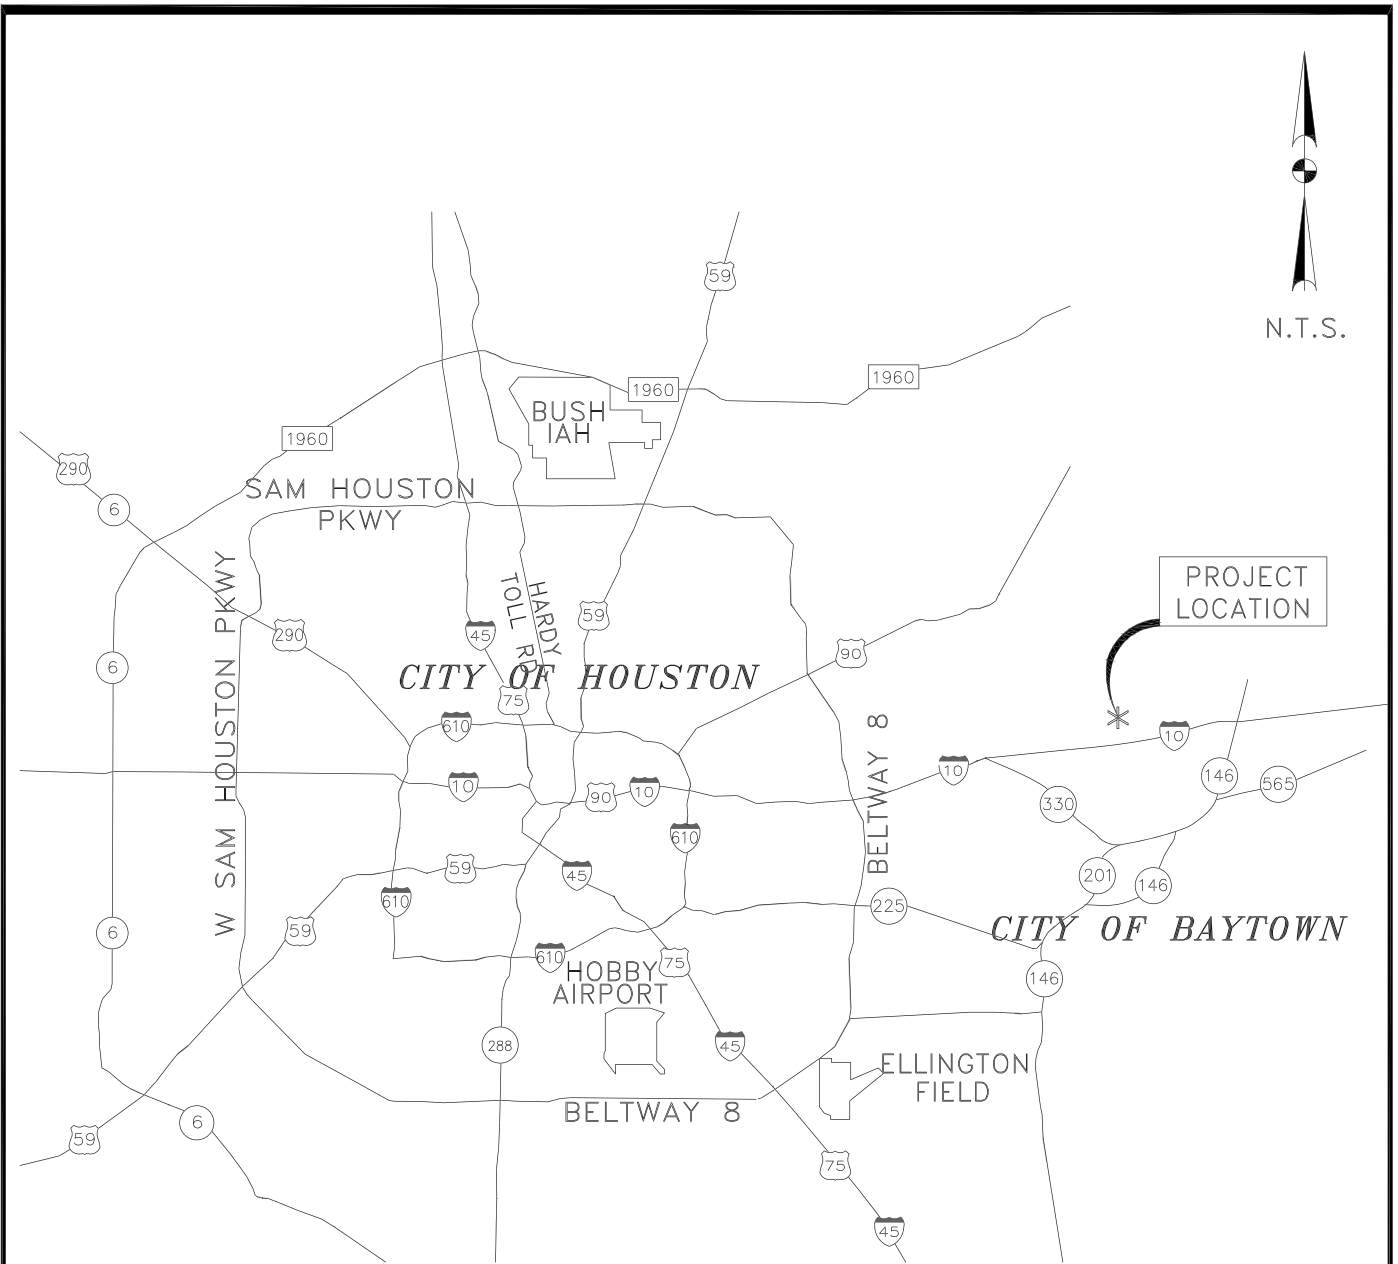 59
N.T.S.
1960
1960
BUSH
IAH
1960
290
SAM HOUSTON
PKWY
6
W SAM HOUSTON PKWY
HARDY
TOLL RD
PROJECT
LOCATION
59
45
290
90
6
CITY OF HOUSTON
75
610
BELTWAY 8
10
10
146
565
10
10
90
330
610
59
45
201
146
610
225
59
6
CITY OF BAYTOWN
610
75
HOBBY
AIRPORT
146
288
45
ELLINGTON
FIELD
BELTWAY 8
6
59
75
45